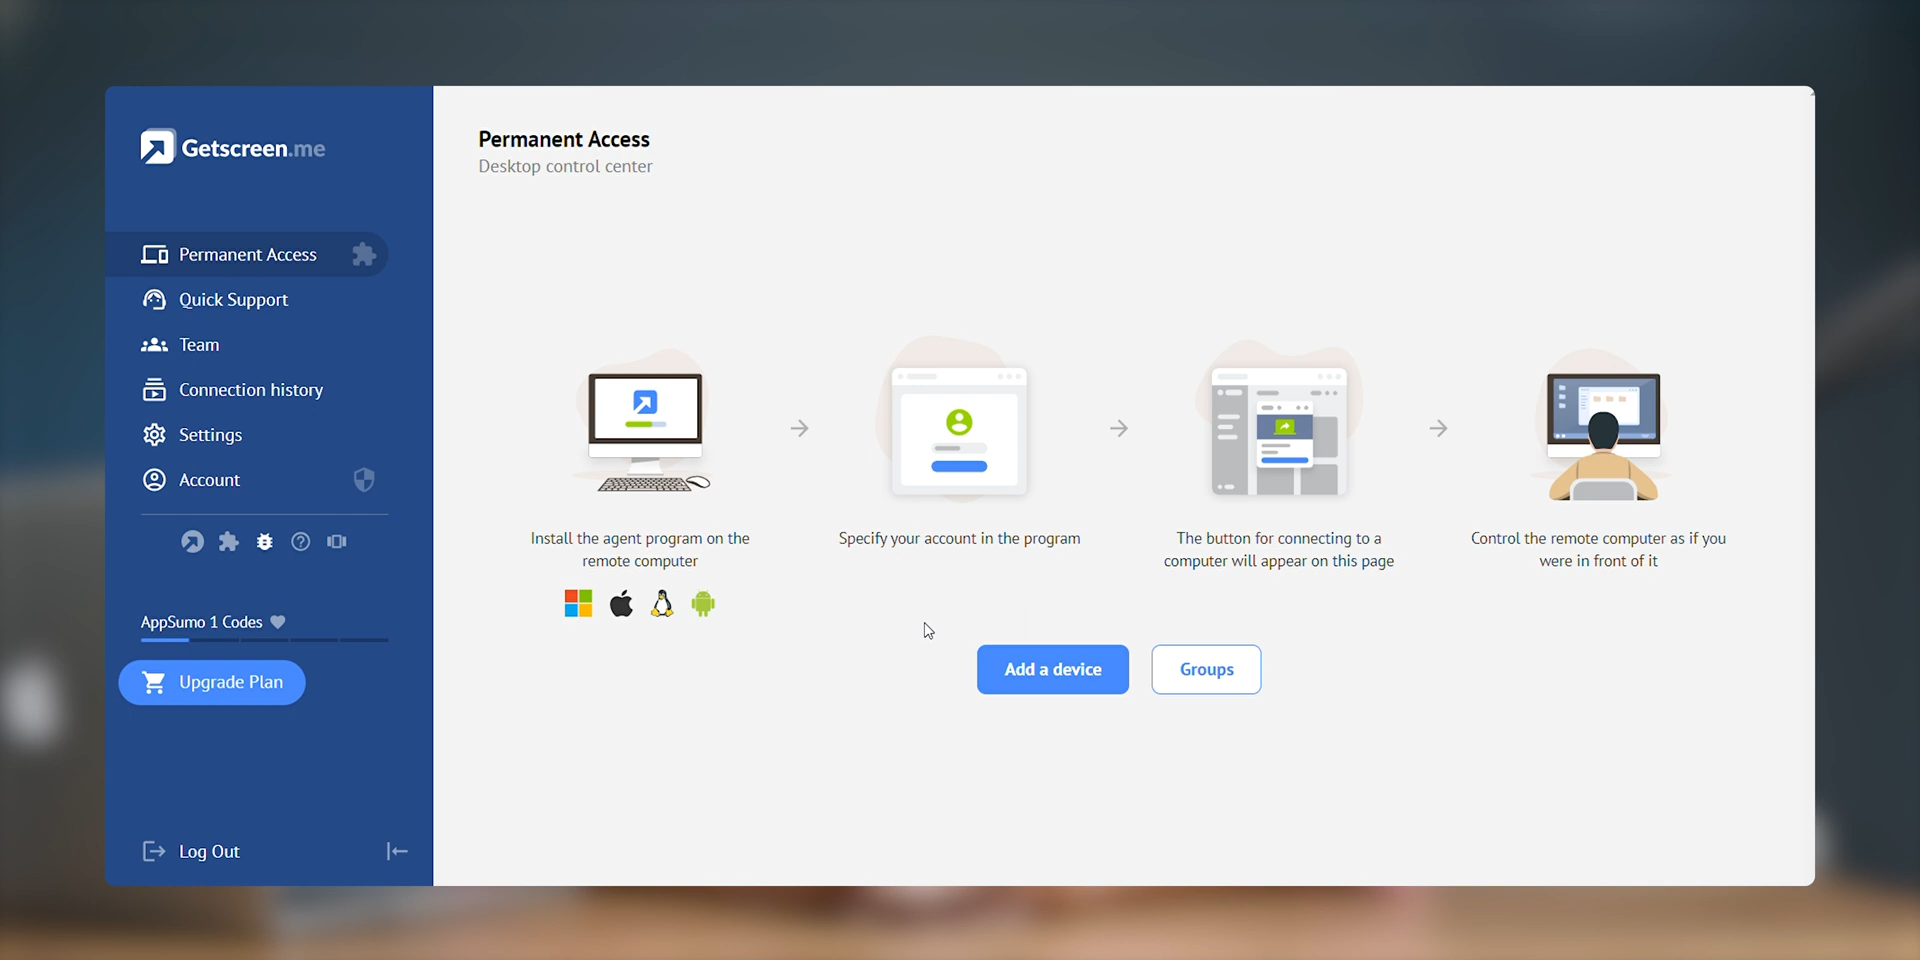 Getscreen.me
Permanent Access
Quick Support
Team
Connection history
Settings
Account
AppSumo 1 Codes
Upgrade Plan
Log Out
Permanent Access
Desktop control center
Install the agent program on the
remote computer
Specify your account in the program
The button for connecting to a
computer will appear on this page
Control the remote computer as if you
were in front of it
Add a device
Groups